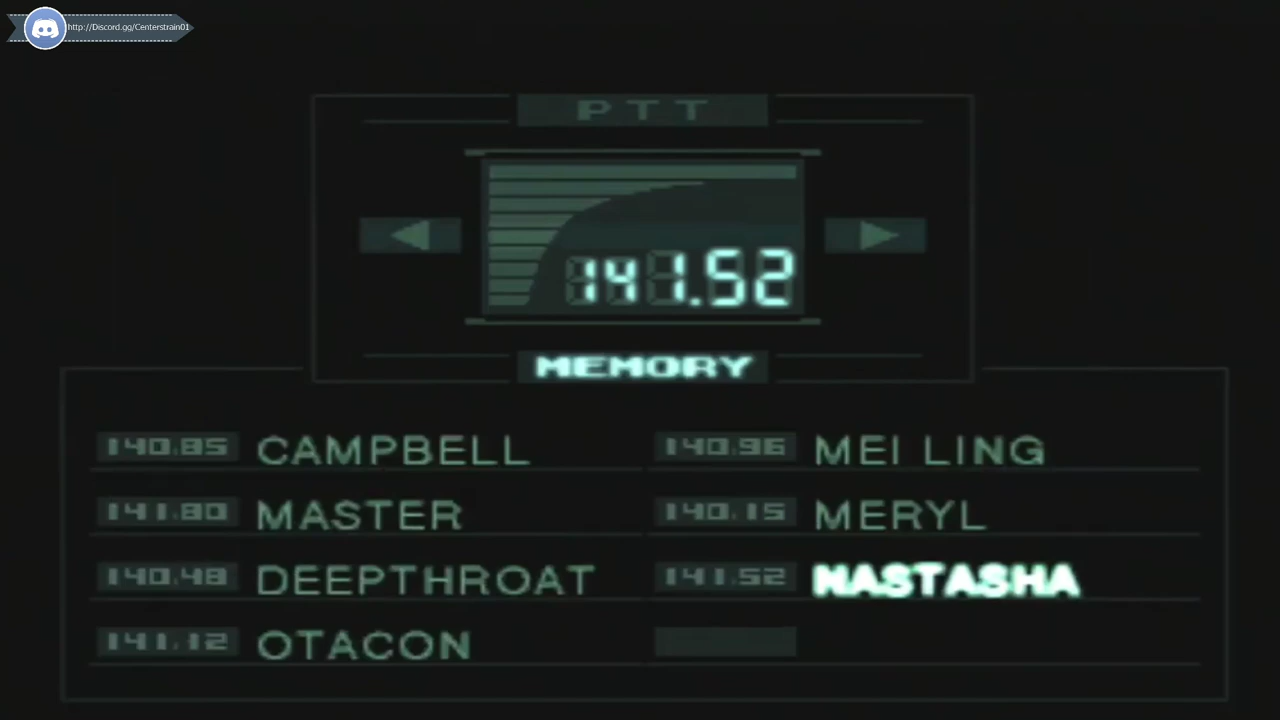 http://Discord.gg/Centerstrain01
PTT
141.52
MEMORY
140.85 CAMPBELL 140.96 MEI LING
141.80 MASTER 140.15 MERYL
140.48 DEEPTHROAT 141.52 NASTASHA
141.12 OTACON